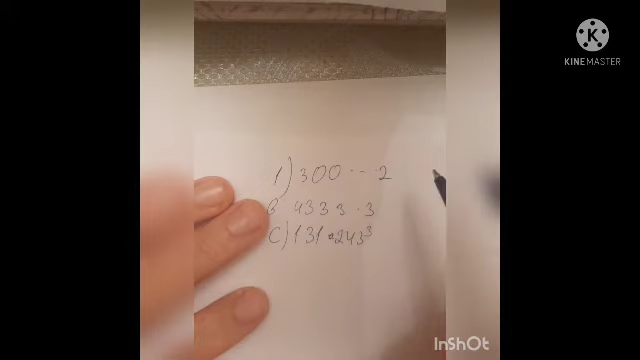 KINEMASTER
1) 300 .. - 2
B 4333 . 3
C) 131 * 243³
InShOt